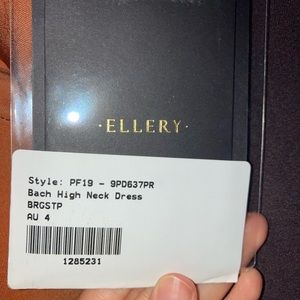 ·ELLERY·
Style: PF19 - 9PD637PR
Bach High Neck Dress
BRGSTP
AU 4
1285231